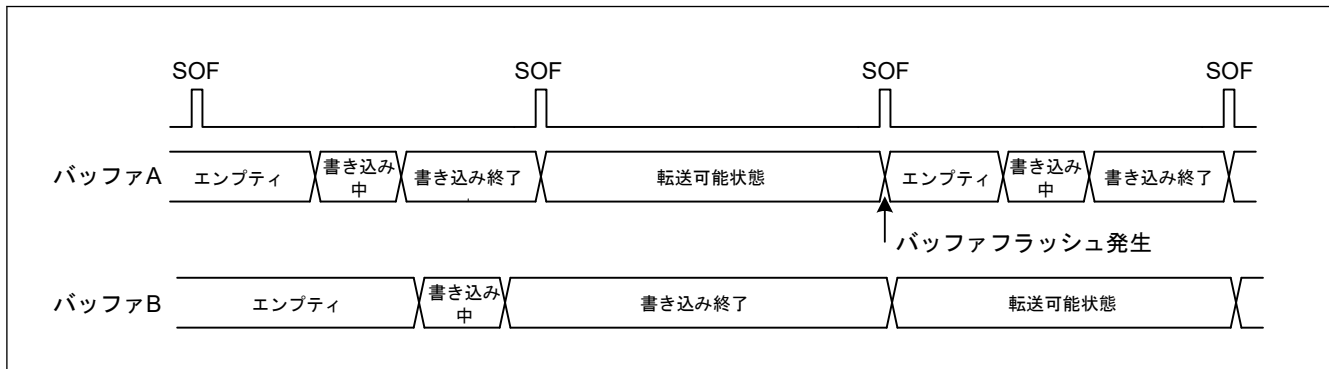 SOF SOF SOF SOF
バッファA エンプティ 書き込み中 書き込み終了 転送可能状態 エンプティ 書き込み中 書き込み終了
バッファフラッシュ発生
バッファB エンプティ 書き込み中 書き込み終了 転送可能状態